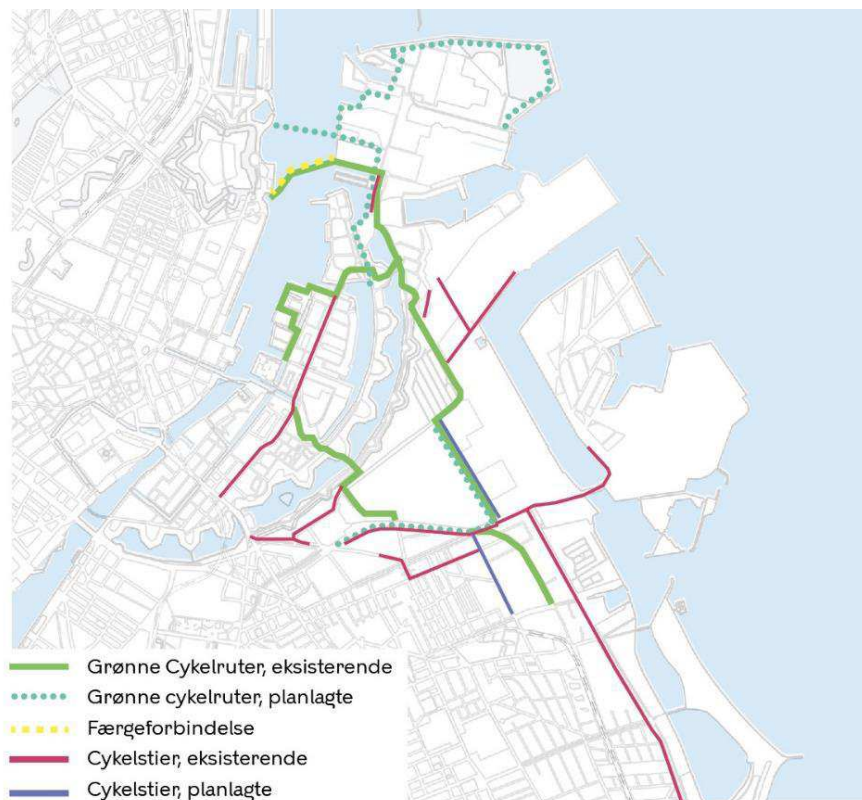 Grønne Cykelruter, eksisterende
Grønne cykelruter, planlagte
Færgeforbindelse
Cykelstier, eksisterende
Cykelstier, planlagte